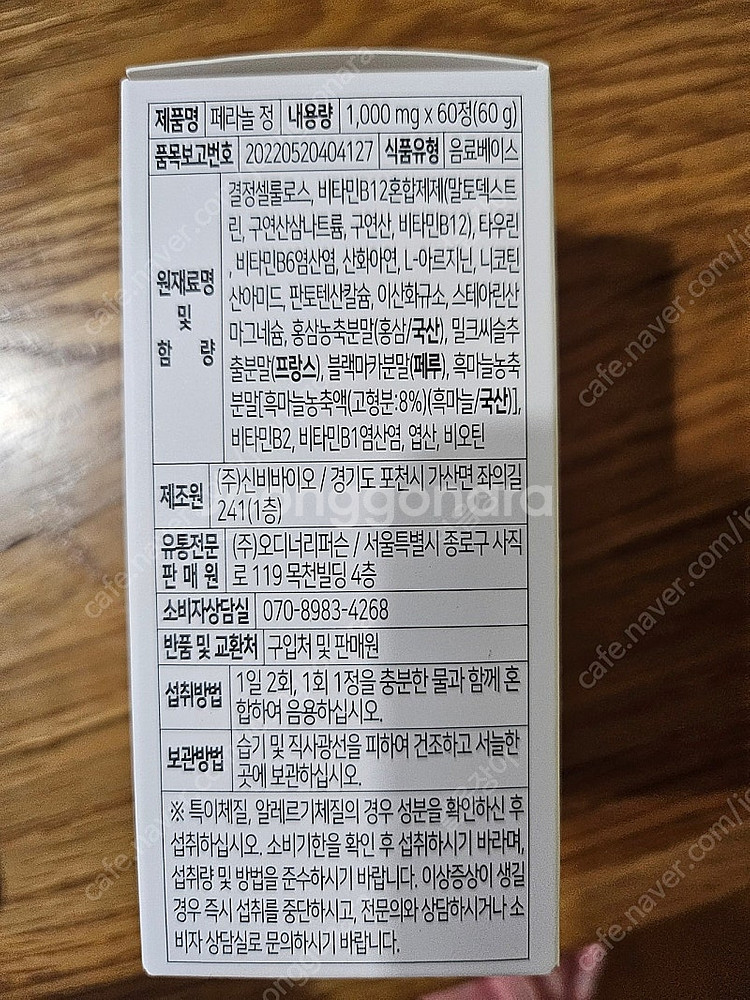 제품명 페라놀 정 내용량 1,000 mg x 60정(60 g)
품목보고번호 20220520404127 식품유형 음료베이스
원재료명
및
함 량
결정셀룰로스, 비타민B12혼합제제(말토덱스트
린, 구연산삼나트륨, 구연산, 비타민B12), 타우린
, 비타민B6염산염, 산화아연, L-아르지닌, 니코틴
산아미드, 판토텐산칼슘, 이산화규소, 스테아린산
마그네슘, 홍삼농축분말(홍삼/국산), 밀크씨슬추
출분말(프랑스), 블랙마카분말(페루), 흑마늘농축
분말[흑마늘농축액(고형분:8%)(흑마늘/국산)],
비타민B2, 비타민B1염산염, 엽산, 비오틴
제조원
(주)신비바이오 / 경기도 포천시 가산면 좌의길
241(1층)
유통전문
판 매 원
(주)오디너리퍼슨 / 서울특별시 종로구 사직
로 119 목천빌딩 4층
소비자상담실 070-8983-4268
반품 및 교환처 구입처 및 판매원
섭취방법
1일 2회, 1회 1정을 충분한 물과 함께 혼
합하여 음용하십시오.
보관방법
습기 및 직사광선을 피하여 건조하고 서늘한
곳에 보관하십시오.
※ 특이체질, 알레르기체질의 경우 성분을 확인하신 후
섭취하십시오. 소비기한을 확인 후 섭취하시기 바라며,
섭취량 및 방법을 준수하시기 바랍니다. 이상증상이 생길
경우 즉시 섭취를 중단하시고, 전문의와 상담하시거나 소
비자 상담실로 문의하시기 바랍니다.
cafe.naver.com
joonggonara